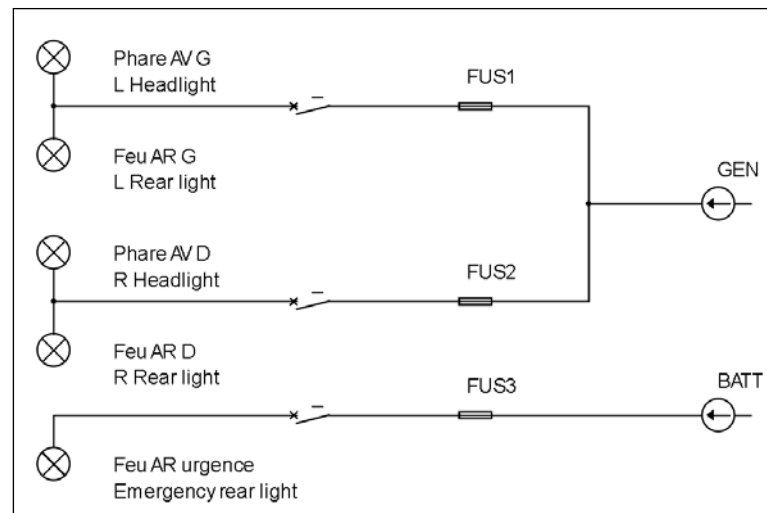 Phare AV G
L Headlight
FUS1
Feu AR G
L Rear light
GEN
Phare AV D
R Headlight
FUS2
Feu AR D
R Rear light
FUS3
BATT
Feu AR urgence
Emergency rear light